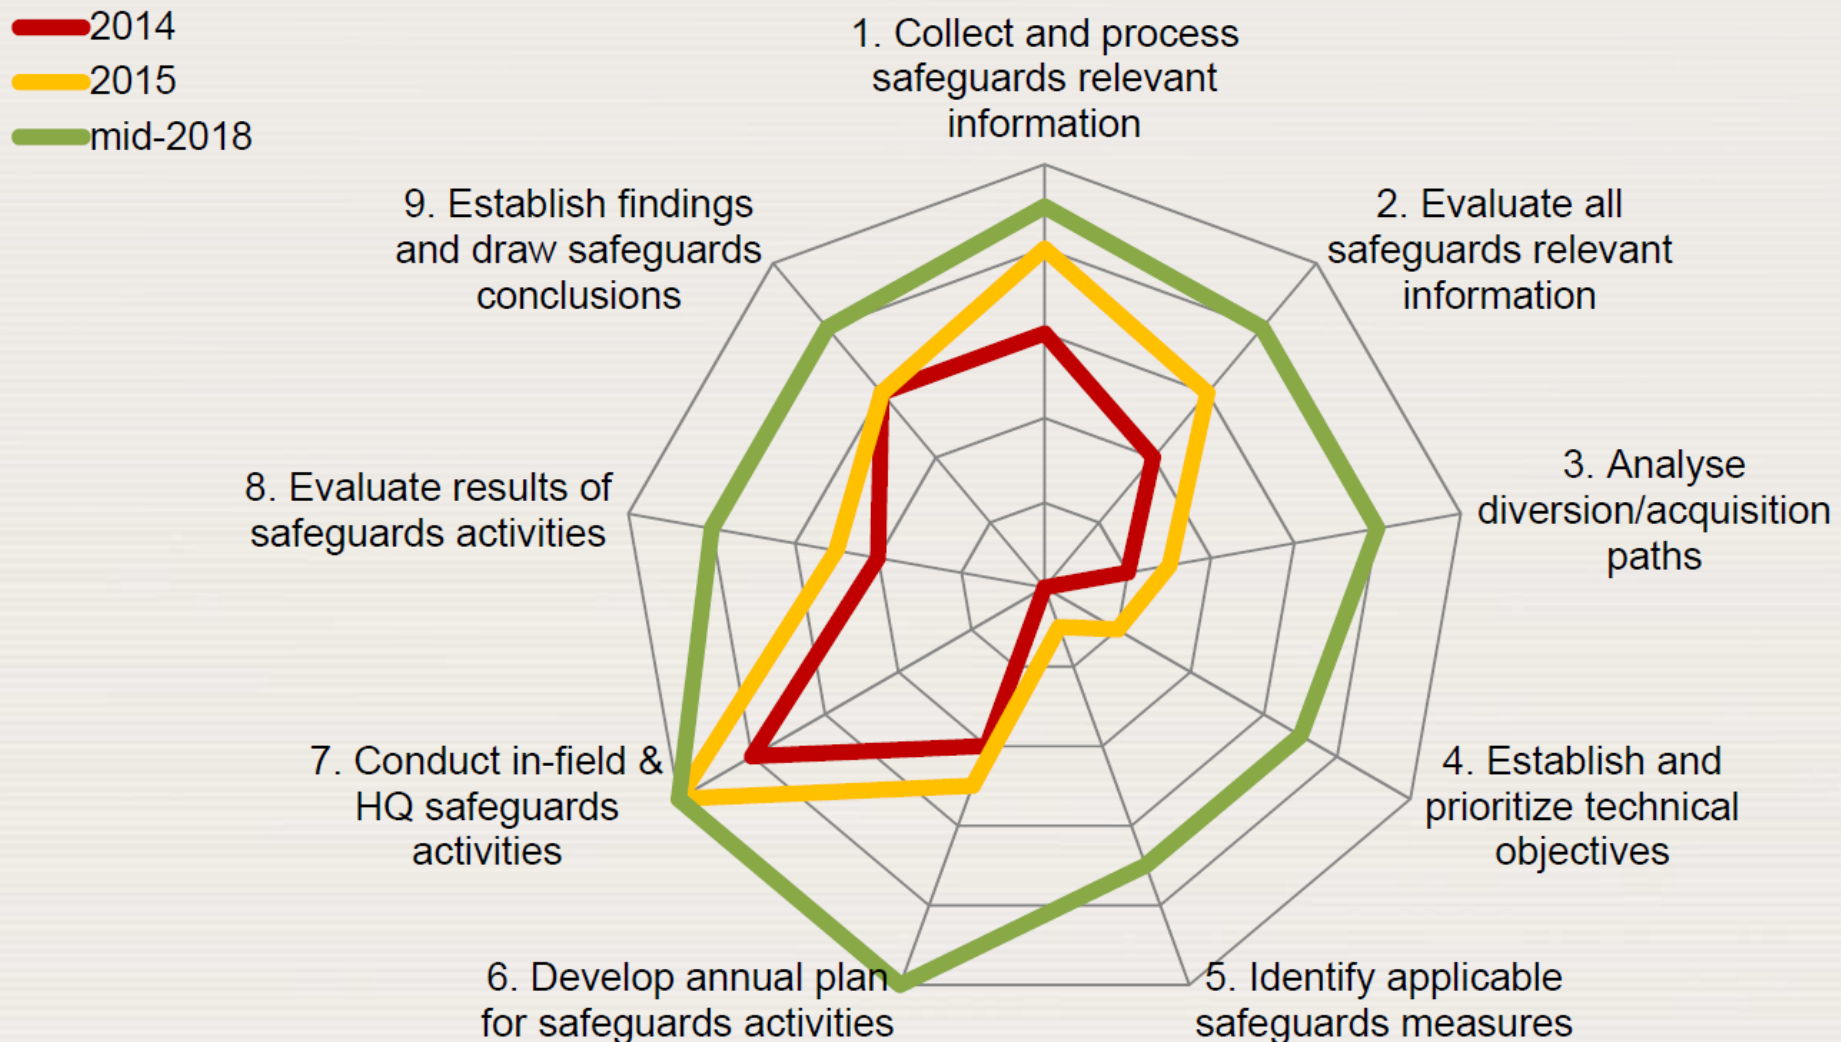 2014
2015
mid-2018
1. Collect and process
safeguards relevant
information
2. Evaluate all
safeguards relevant
information
3. Analyse
diversion/acquisition
paths
4. Establish and
prioritize technical
objectives
5. Identify applicable
safeguards measures
6. Develop annual plan
for safeguards activities
7. Conduct in-field &
HQ safeguards
activities
8. Evaluate results of
safeguards activities
9. Establish findings
and draw safeguards
conclusions